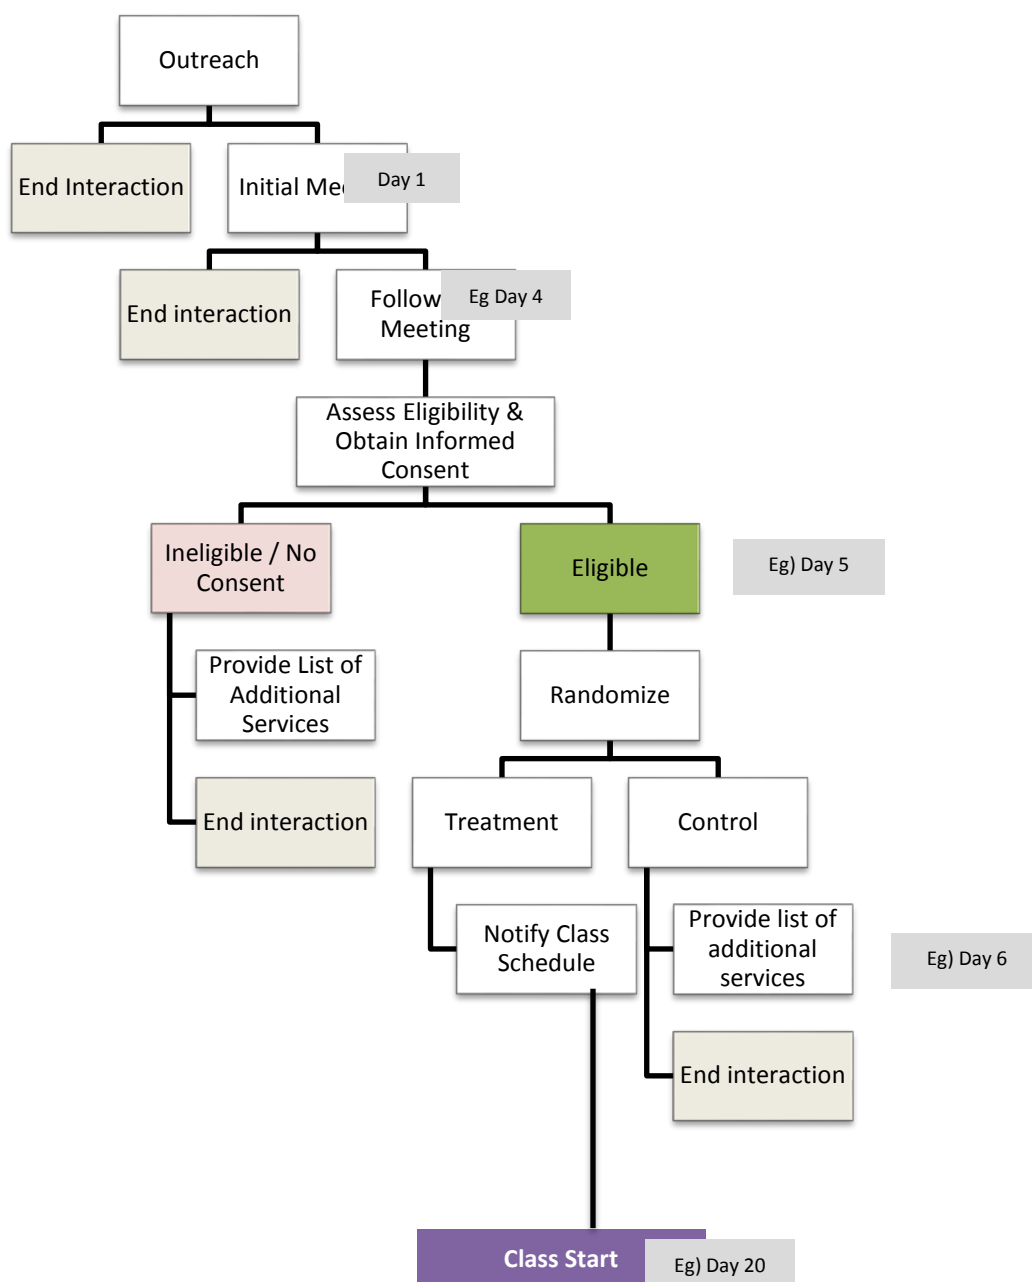 Outreach
End Interaction
Initial Mee
Day 1
End interaction
Follow
Meeting
Eg Day 4
Assess Eligibility &
Obtain Informed
Consent
Ineligible / No
Consent
Eligible
Eg) Day 5
Provide List of
Additional
Services
Randomize
End interaction
Treatment
Control
Notify Class
Schedule
Provide list of
additional
services
Eg) Day 6
End interaction
Class Start
Eg) Day 20